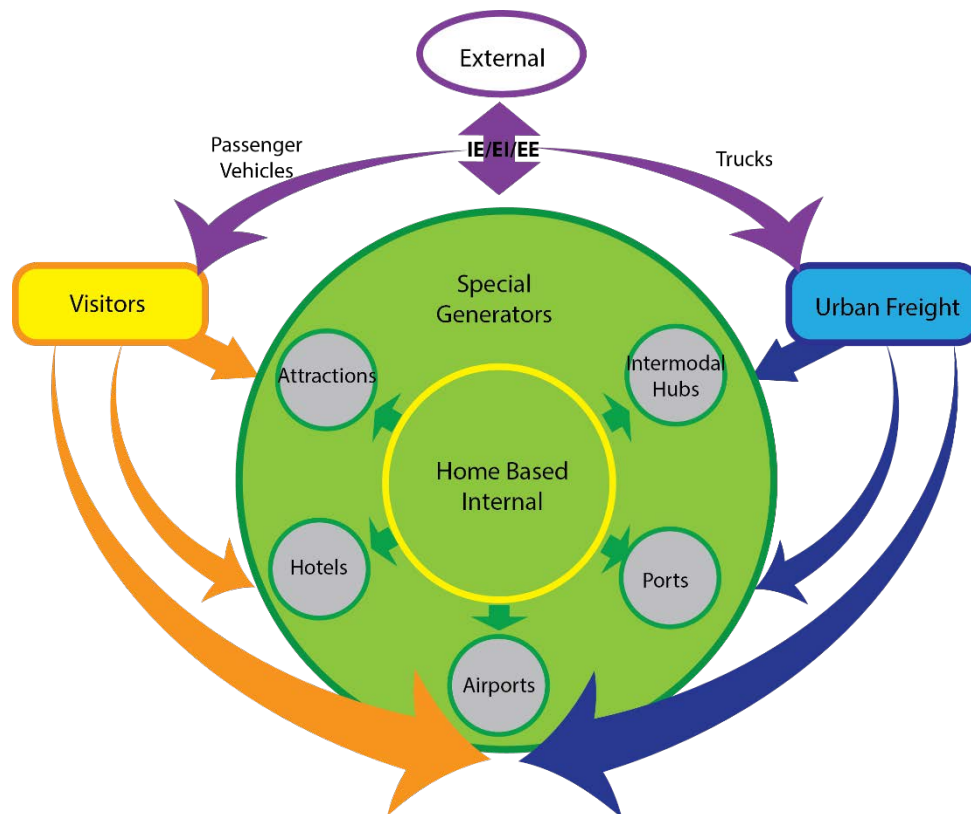 External
IE/EI/EE
Passenger
Vehicles
Trucks
Visitors
Urban Freight
Special
Generators
Attractions
Intermodal
Hubs
Home Based
Internal
Hotels
Ports
Airports